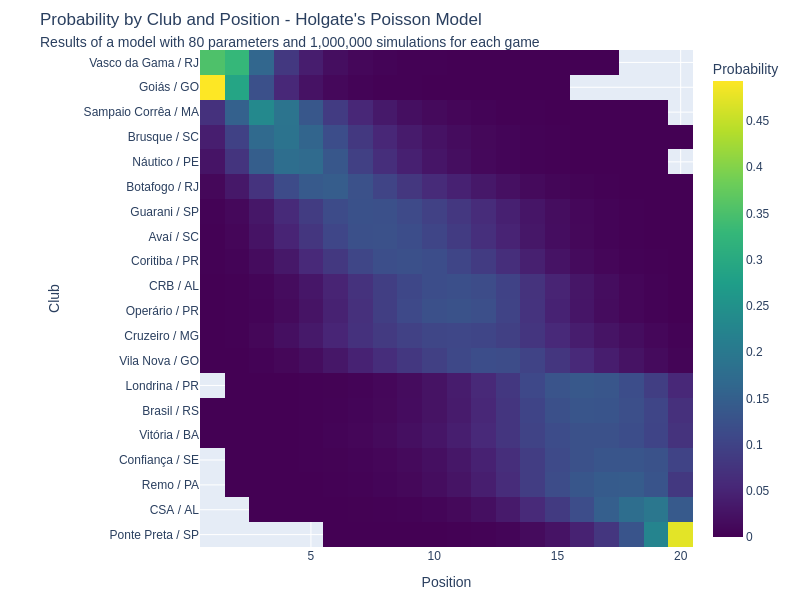 Probability by Club and Position - Holgate's Poisson Model
Results of a model with 80 parameters and 1,000,000 simulations for each game
Probability
Vasco da Gama / RJ
Goiás / GO
Sampaio Corrêa / MA
Brusque / SC
Náutico / PE
Botafogo / RJ
Guarani / SP
Avaí / SC
Coritiba / PR
CRB / AL
Operário / PR
Cruzeiro / MG
Vila Nova / GO
Londrina / PR
Brasil / RS
Vitória / BA
Confiança / SE
Remo / PA
CSA / AL
Ponte Preta / SP
Club
5
10
15
20
Position
0.45
0.4
0.35
0.3
0.25
0.2
0.15
0.1
0.05
0